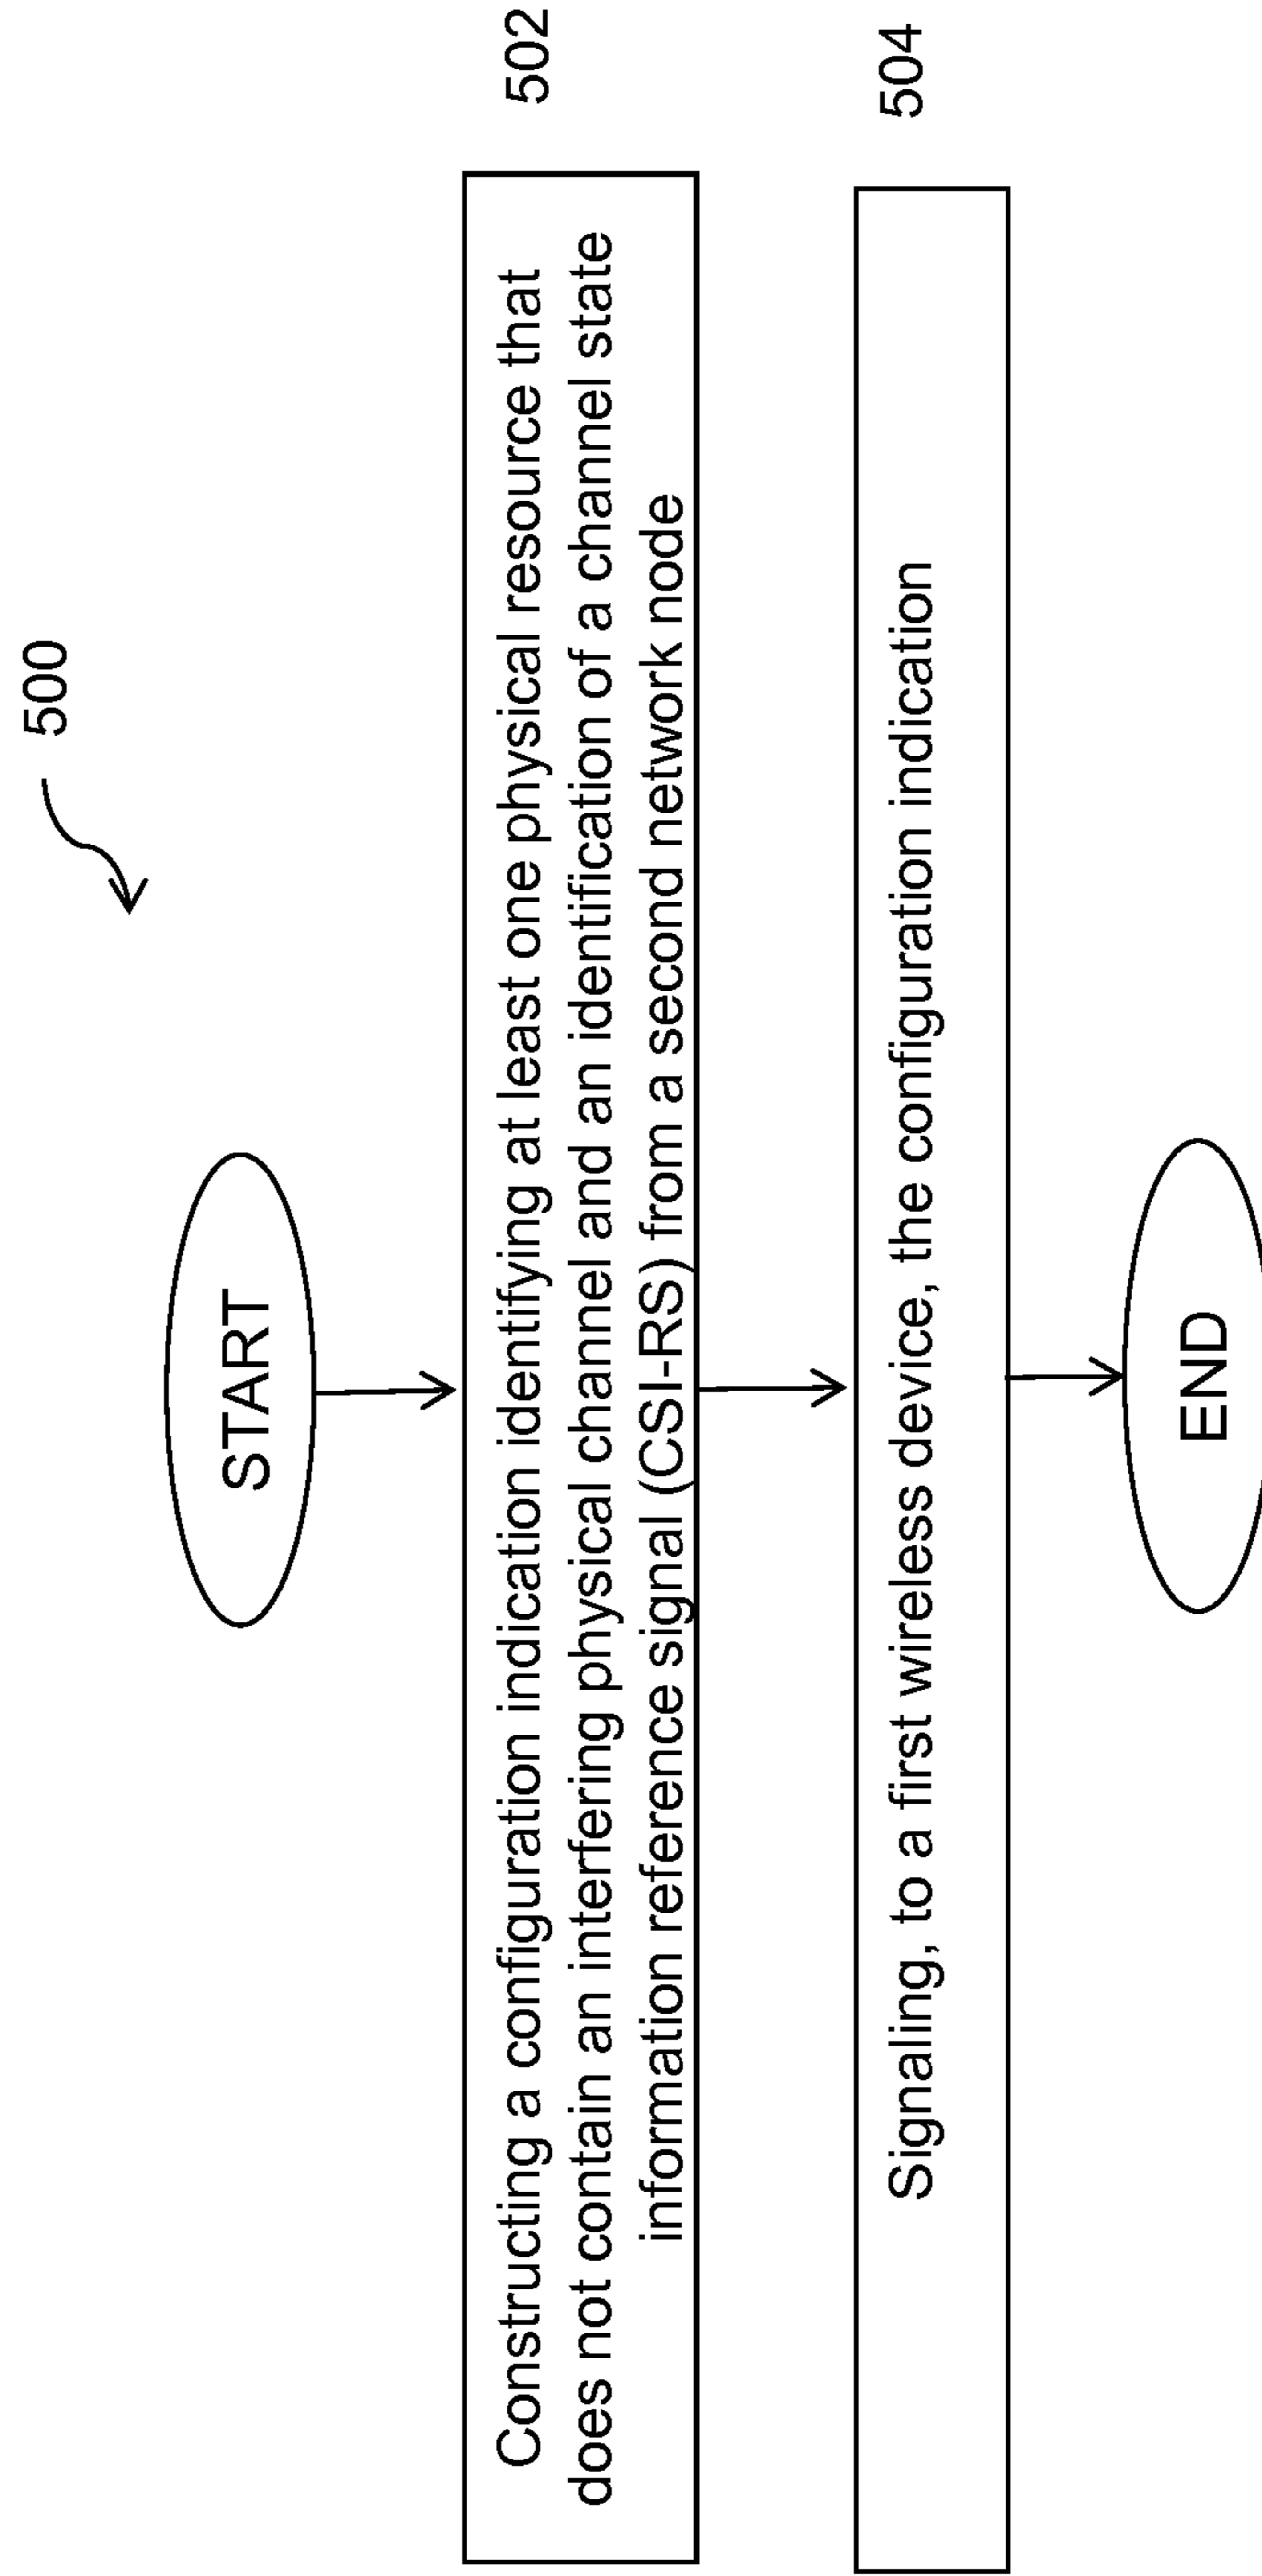 500
START
Constructing a configuration indication identifying at least one physical resource that
does not contain an interfering physical channel and an identification of a channel state
information reference signal (CSI-RS) from a second network node
502
Signaling, to a first wireless device, the configuration indication
504
END